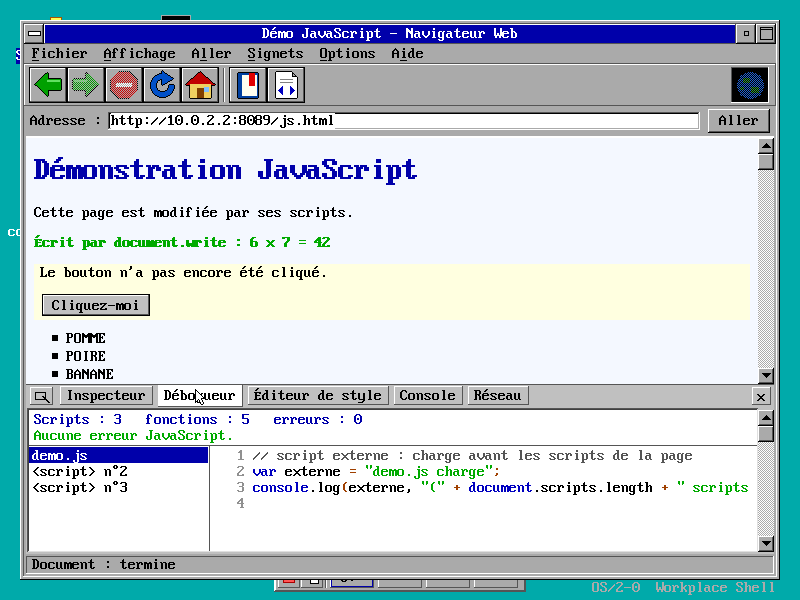 Démo JavaScript - Navigateur Web
Fichier Affichage Aller Signets Options Aide
Adresse : http://10.0.2.2:8089/js.html Aller
Démonstration JavaScript
Cette page est modifiée par ses scripts.
Écrit par document.write : 6 x 7 = 42
Le bouton n'a pas encore été cliqué.
Cliquez-moi
POMME
POIRE
BANANE
Inspecteur Débogueur Éditeur de style Console Réseau
Scripts : 3 fonctions : 5 erreurs : 0
Aucune erreur JavaScript.
demo.js
<script> n°2
<script> n°3
1 // script externe : charge avant les scripts de la page
2 var externe = "demo.js charge";
3 console.log(externe, "(" + document.scripts.length + " scripts
4
Document : termine
OS/2-0 Workplace Shell